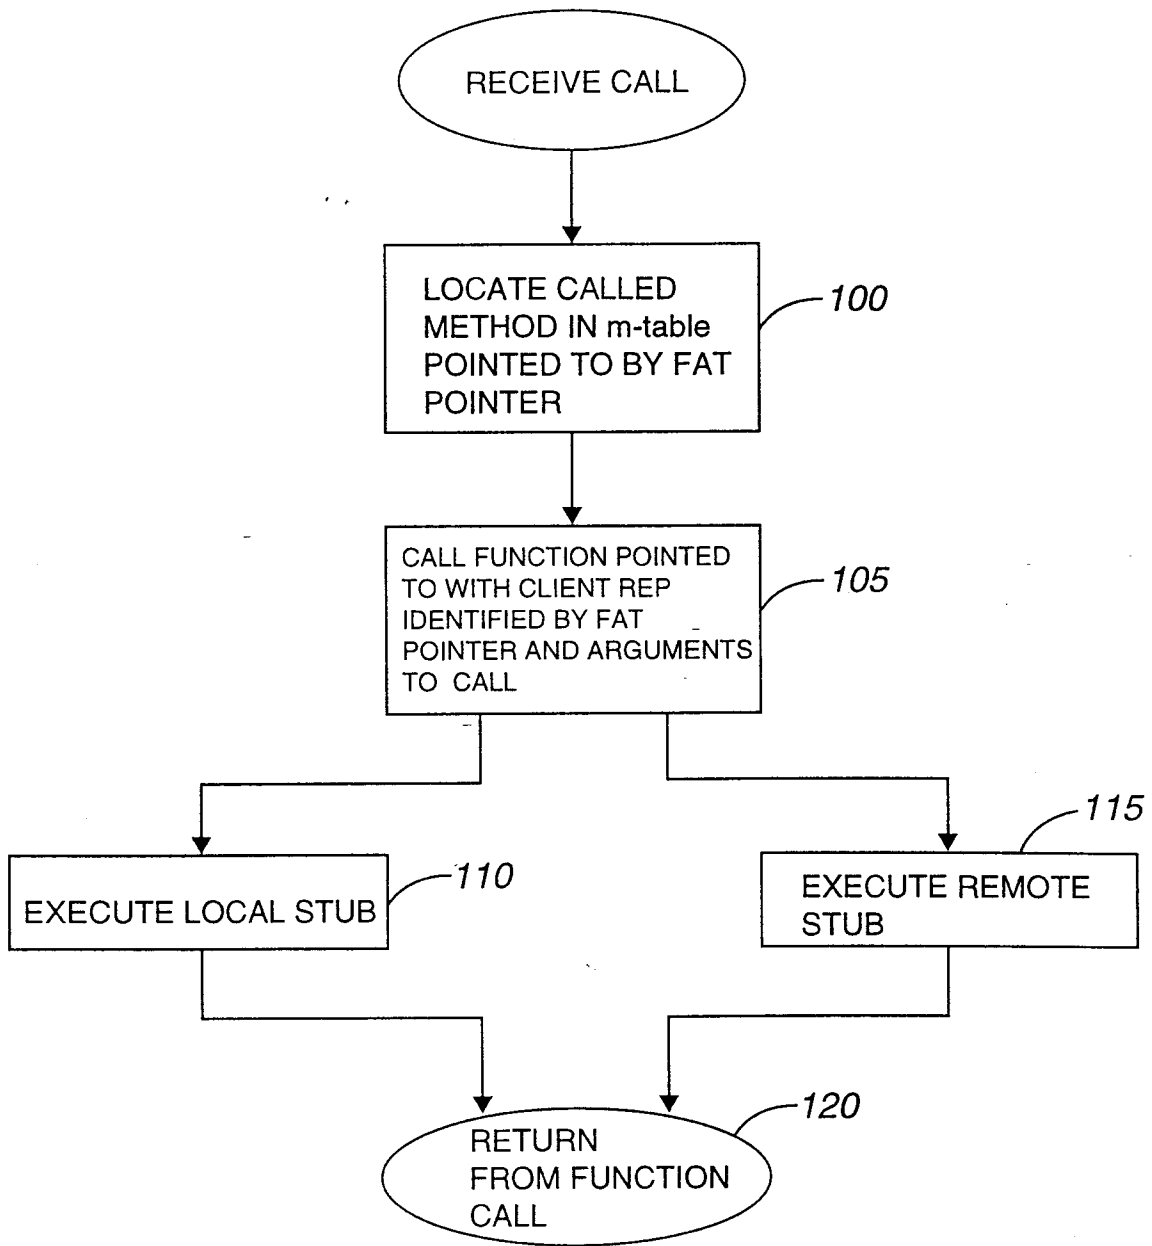 RECEIVE CALL
LOCATE CALLED
METHOD IN m-table
POINTED TO BY FAT
POINTER
100
CALL FUNCTION POINTED
TO WITH CLIENT REP
IDENTIFIED BY FAT
POINTER AND ARGUMENTS
TO CALL
105
EXECUTE LOCAL STUB
110
EXECUTE REMOTE
STUB
115
RETURN
FROM FUNCTION
CALL
120